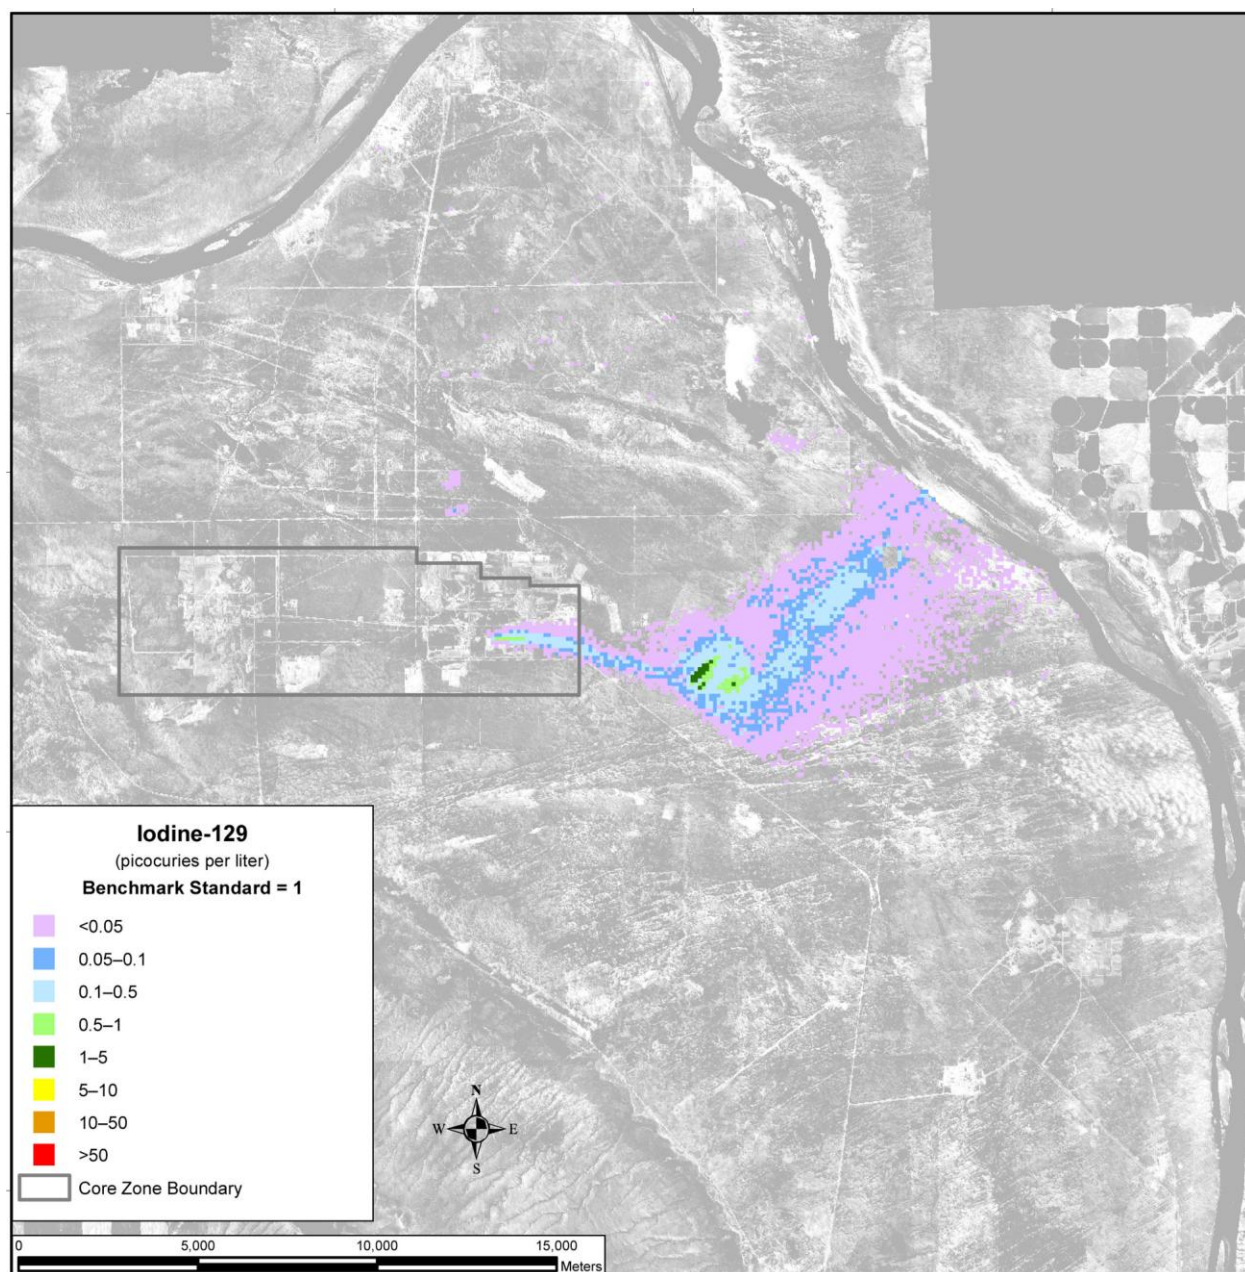 Iodine-129
(picocuries per liter)
Benchmark Standard = 1
<0.05
0.05–0.1
0.1–0.5
0.5–1
1–5
5–10
10–50
>50
Core Zone Boundary
N
W E
S
0 5,000 10,000 15,000
Meters